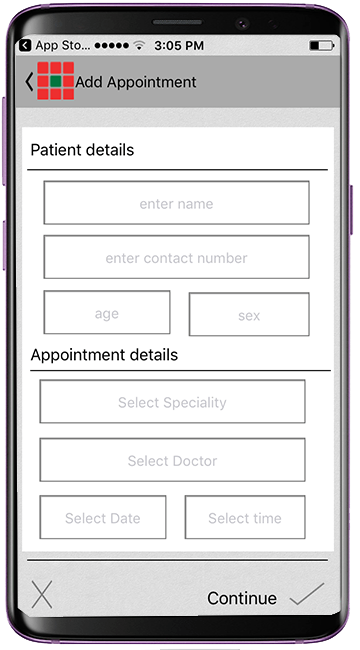 App Sto... 3:05 PM
Add Appointment
Patient details
enter name
enter contact number
age sex
Appointment details
Select Speciality
Select Doctor
Select Date Select time
Continue